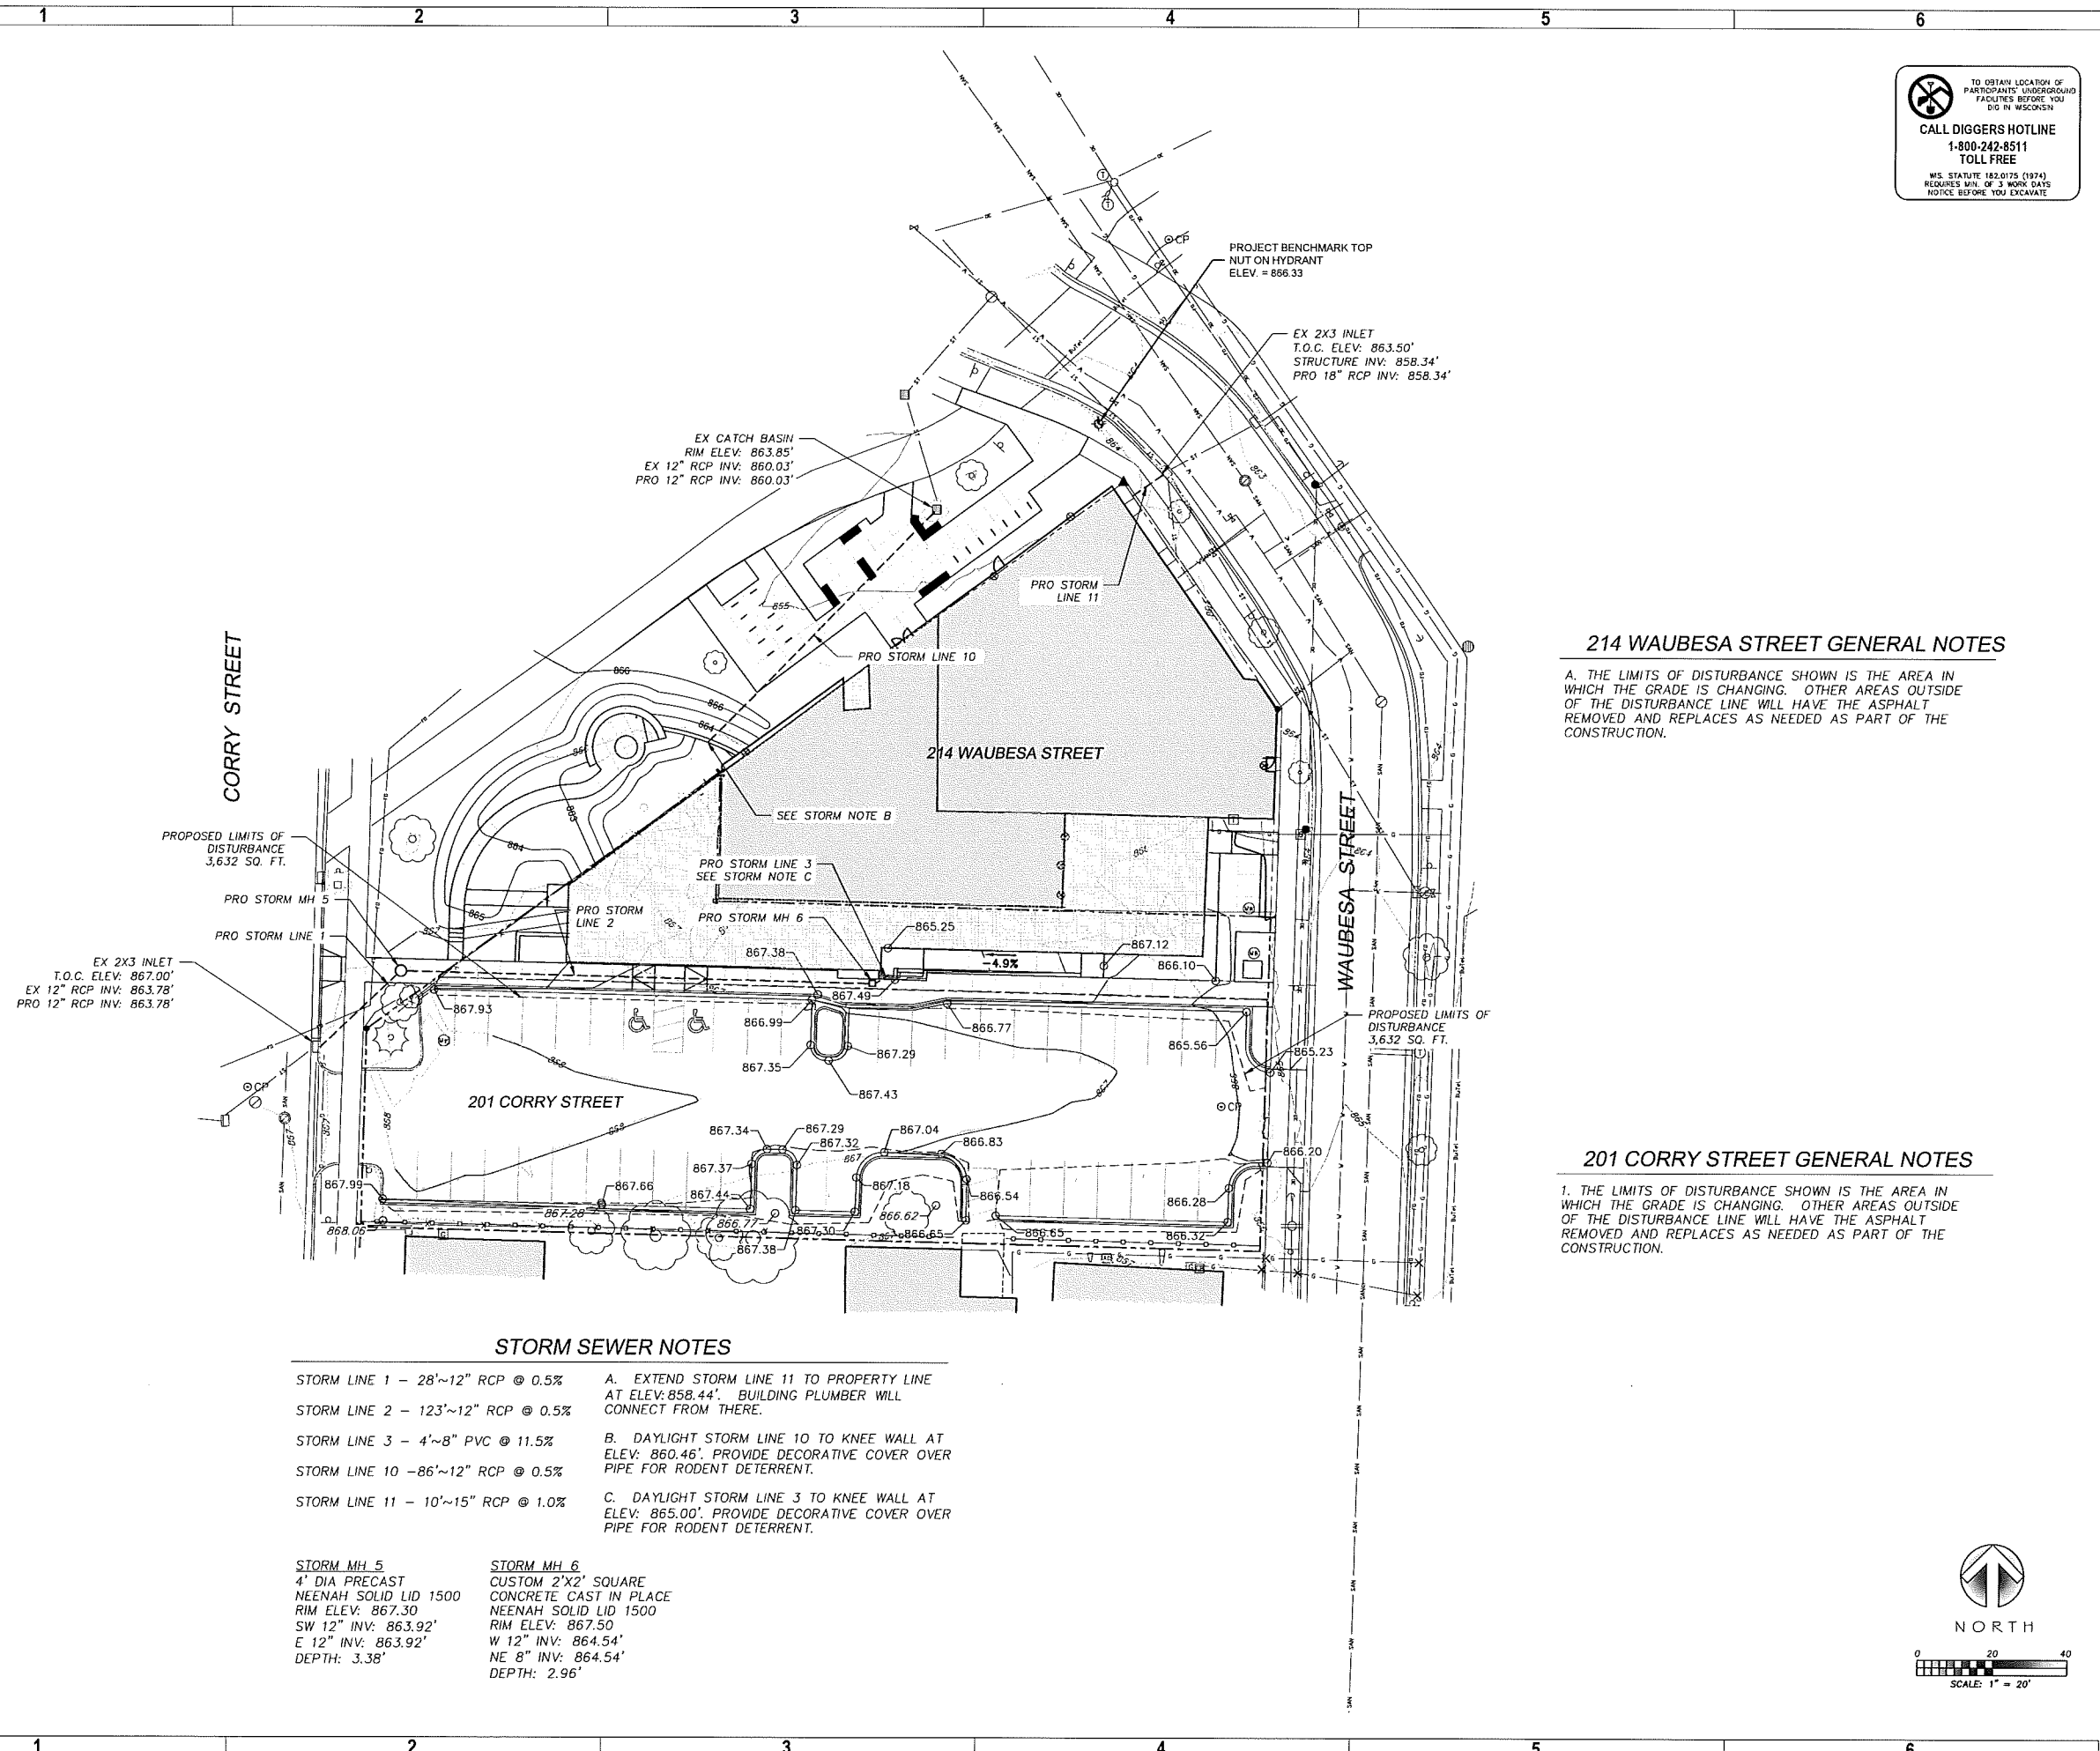 1 2 3 4 5 6
TO OBTAIN LOCATION OF
PARTICIPANTS' UNDERGROUND
FACILITIES BEFORE YOU
DIG IN WISCONSIN
CALL DIGGERS HOTLINE
1-800-242-8511
TOLL FREE
WIS. STATUTE 182.0175 (1974)
REQUIRES MIN. OF 3 WORK DAYS
NOTICE BEFORE YOU EXCAVATE
PROJECT BENCHMARK TOP
NUT ON HYDRANT
ELEV. = 866.33
EX 2X3 INLET
T.O.C. ELEV: 863.50'
STRUCTURE INV: 858.34'
PRO 18" RCP INV: 858.34'
EX CATCH BASIN
RIM ELEV: 863.85'
EX 12" RCP INV: 860.03'
PRO 12" RCP INV: 860.03'
PRO STORM
LINE 11
PRO STORM LINE 10
CORRY STREET
214 WAUBESA STREET
SEE STORM NOTE B
PROPOSED LIMITS OF
DISTURBANCE
3,632 SQ. FT.
PRO STORM LINE 3
SEE STORM NOTE C
PRO STORM MH 5
PRO STORM
LINE 2
PRO STORM MH 6
PRO STORM LINE 1
EX 2X3 INLET
T.O.C. ELEV: 867.00'
EX 12" RCP INV: 863.78'
PRO 12" RCP INV: 863.78'
WAUBESA STREET
865.25
867.38
867.12
-4.9%
866.10
867.49
867.93
866.99
866.77
865.56
867.35
867.29
867.43
865.23
PROPOSED LIMITS OF
DISTURBANCE
3,632 SQ. FT.
CP
CP
CP
201 CORRY STREET
867.34
867.29
867.32
867.04
866.83
867.37
867.18
866.20
867.99
867.66
867.44
866.54
866.28
867.28
866.77
866.62
868.06
867.38
867.30
866.65
866.65
866.32
866
866
864
865
864
863
855
867
868
868
868
867
867
864
863
864
864
864
214 WAUBESA STREET GENERAL NOTES
A. THE LIMITS OF DISTURBANCE SHOWN IS THE AREA IN
WHICH THE GRADE IS CHANGING. OTHER AREAS OUTSIDE
OF THE DISTURBANCE LINE WILL HAVE THE ASPHALT
REMOVED AND REPLACES AS NEEDED AS PART OF THE
CONSTRUCTION.
201 CORRY STREET GENERAL NOTES
1. THE LIMITS OF DISTURBANCE SHOWN IS THE AREA IN
WHICH THE GRADE IS CHANGING. OTHER AREAS OUTSIDE
OF THE DISTURBANCE LINE WILL HAVE THE ASPHALT
REMOVED AND REPLACES AS NEEDED AS PART OF THE
CONSTRUCTION.
STORM SEWER NOTES
STORM LINE 1 - 28'~12" RCP @ 0.5%
STORM LINE 2 - 123'~12" RCP @ 0.5%
STORM LINE 3 - 4'~8" PVC @ 11.5%
STORM LINE 10 -86'~12" RCP @ 0.5%
STORM LINE 11 - 10'~15" RCP @ 1.0%
A. EXTEND STORM LINE 11 TO PROPERTY LINE
AT ELEV: 858.44'. BUILDING PLUMBER WILL
CONNECT FROM THERE.
B. DAYLIGHT STORM LINE 10 TO KNEE WALL AT
ELEV: 860.46'. PROVIDE DECORATIVE COVER OVER
PIPE FOR RODENT DETERRENT.
C. DAYLIGHT STORM LINE 3 TO KNEE WALL AT
ELEV: 865.00'. PROVIDE DECORATIVE COVER OVER
PIPE FOR RODENT DETERRENT.
STORM MH 5
4' DIA PRECAST
NEENAH SOLID LID 1500
RIM ELEV: 867.30
SW 12" INV: 863.92'
E 12" INV: 863.92'
DEPTH: 3.38'
STORM MH 6
CUSTOM 2'X2' SQUARE
CONCRETE CAST IN PLACE
NEENAH SOLID LID 1500
RIM ELEV: 867.50
W 12" INV: 864.54'
NE 8" INV: 864.54'
DEPTH: 2.96'
NORTH
0 20 40
SCALE: 1" = 20'
1 2 3 4 5 6